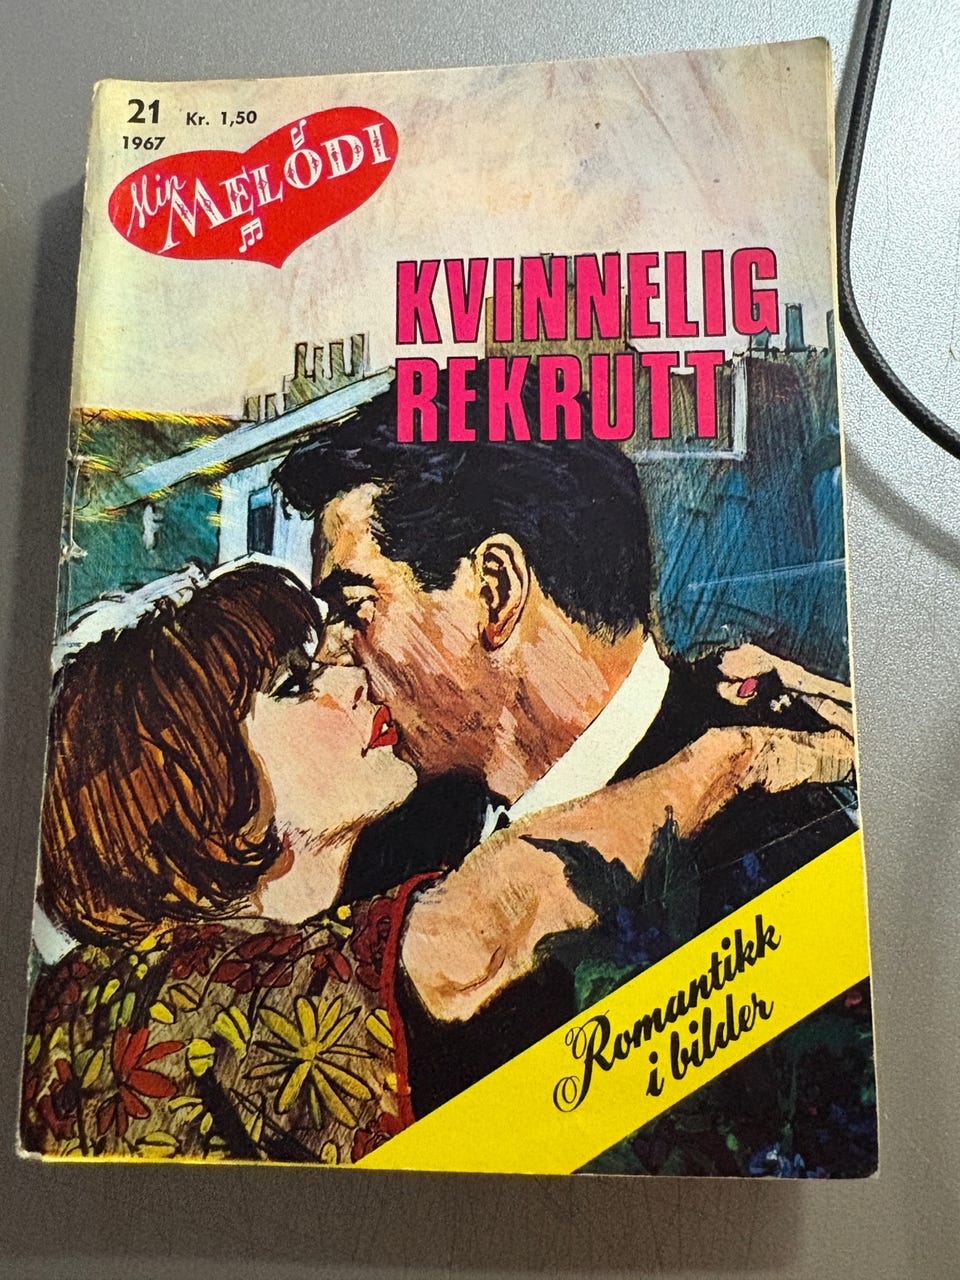 21 Kr. 1,50
1967
Min
MELODI
KVINNELIG
REKRUTT
Romantikk
i bilder